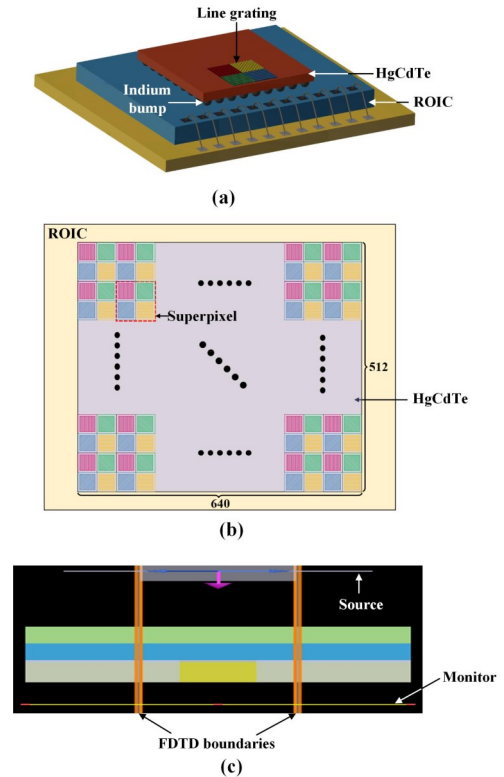 Line grating
HgCdTe
Indium
bump
ROIC
(a)
ROIC
Superpixel
512
HgCdTe
640
(b)
Source
Monitor
FDTD boundaries
(c)